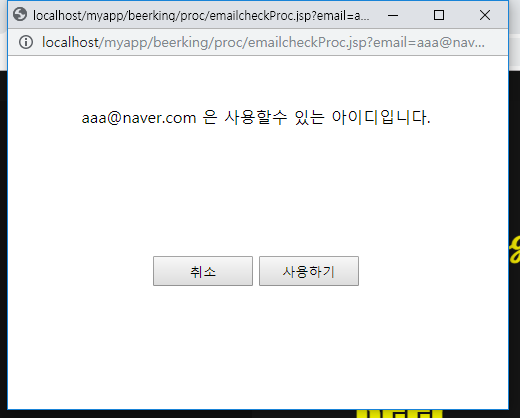 localhost/myapp/beerking/proc/emailcheckProc.jsp?email=a...
localhost/myapp/beerking/proc/emailcheckProc.jsp?email=aaa@nav...
aaa@naver.com 은 사용할수 있는 아이디입니다.
취소
사용하기